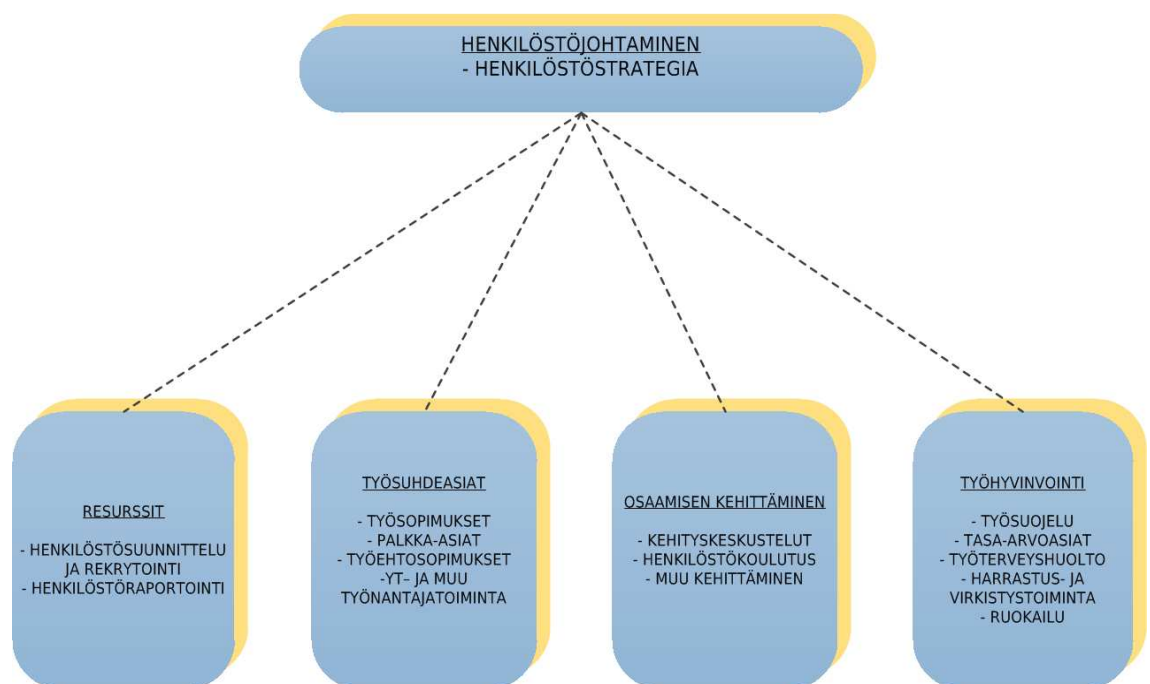 HENKILÖSTÖJOHTAMINEN
- HENKILÖSTÖSTRATEGIA
RESURSSIT
- HENKILÖSTÖSUUNNITTELU
JA REKRYTOINTI
- HENKILÖSTÖRAPORTOINTI
TYÖSUHDEASIAT
- TYÖSOPIMUKSET
- PALKKA-ASIAT
- TYÖEHTOSOPIMUKSET
-YT– JA MUU
TYÖNANTAJATOIMINTA
OSAAMISEN KEHITTÄMINEN
- KEHITYSKESKUSTELUT
- HENKILÖSTÖKOULUTUS
- MUU KEHITTÄMINEN
TYÖHYVINVOINTI
- TYÖSUOJELU
- TASA-ARVOASIAT
- TYÖTERVEYSHUOLTO
- HARRASTUS- JA
VIRKISTYSTOIMINTA
- RUOKAILU